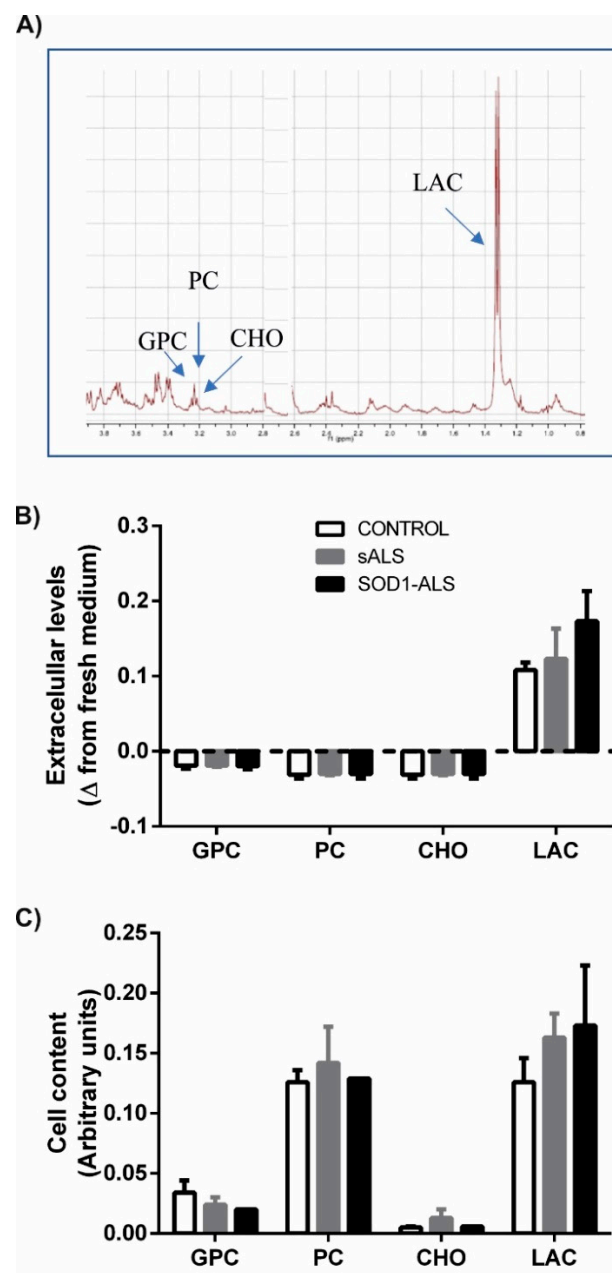 A)
LAC
PC
GPC
CHO
3.8 3.6 3.4 3.2 3.0 2.8 2.6 2.4 2.2 2.0 1.8 1.6 1.4 1.2 1.0 0.8
f1 (ppm)
B)
0.3
0.2
0.1
0.0
-0.1
Extracelullar levels
(Δ from fresh medium)
CONTROL
sALS
SOD1-ALS
GPC PC CHO LAC
C)
0.25
0.20
0.15
0.10
0.05
0.00
Cell content
(Arbitrary units)
GPC PC CHO LAC